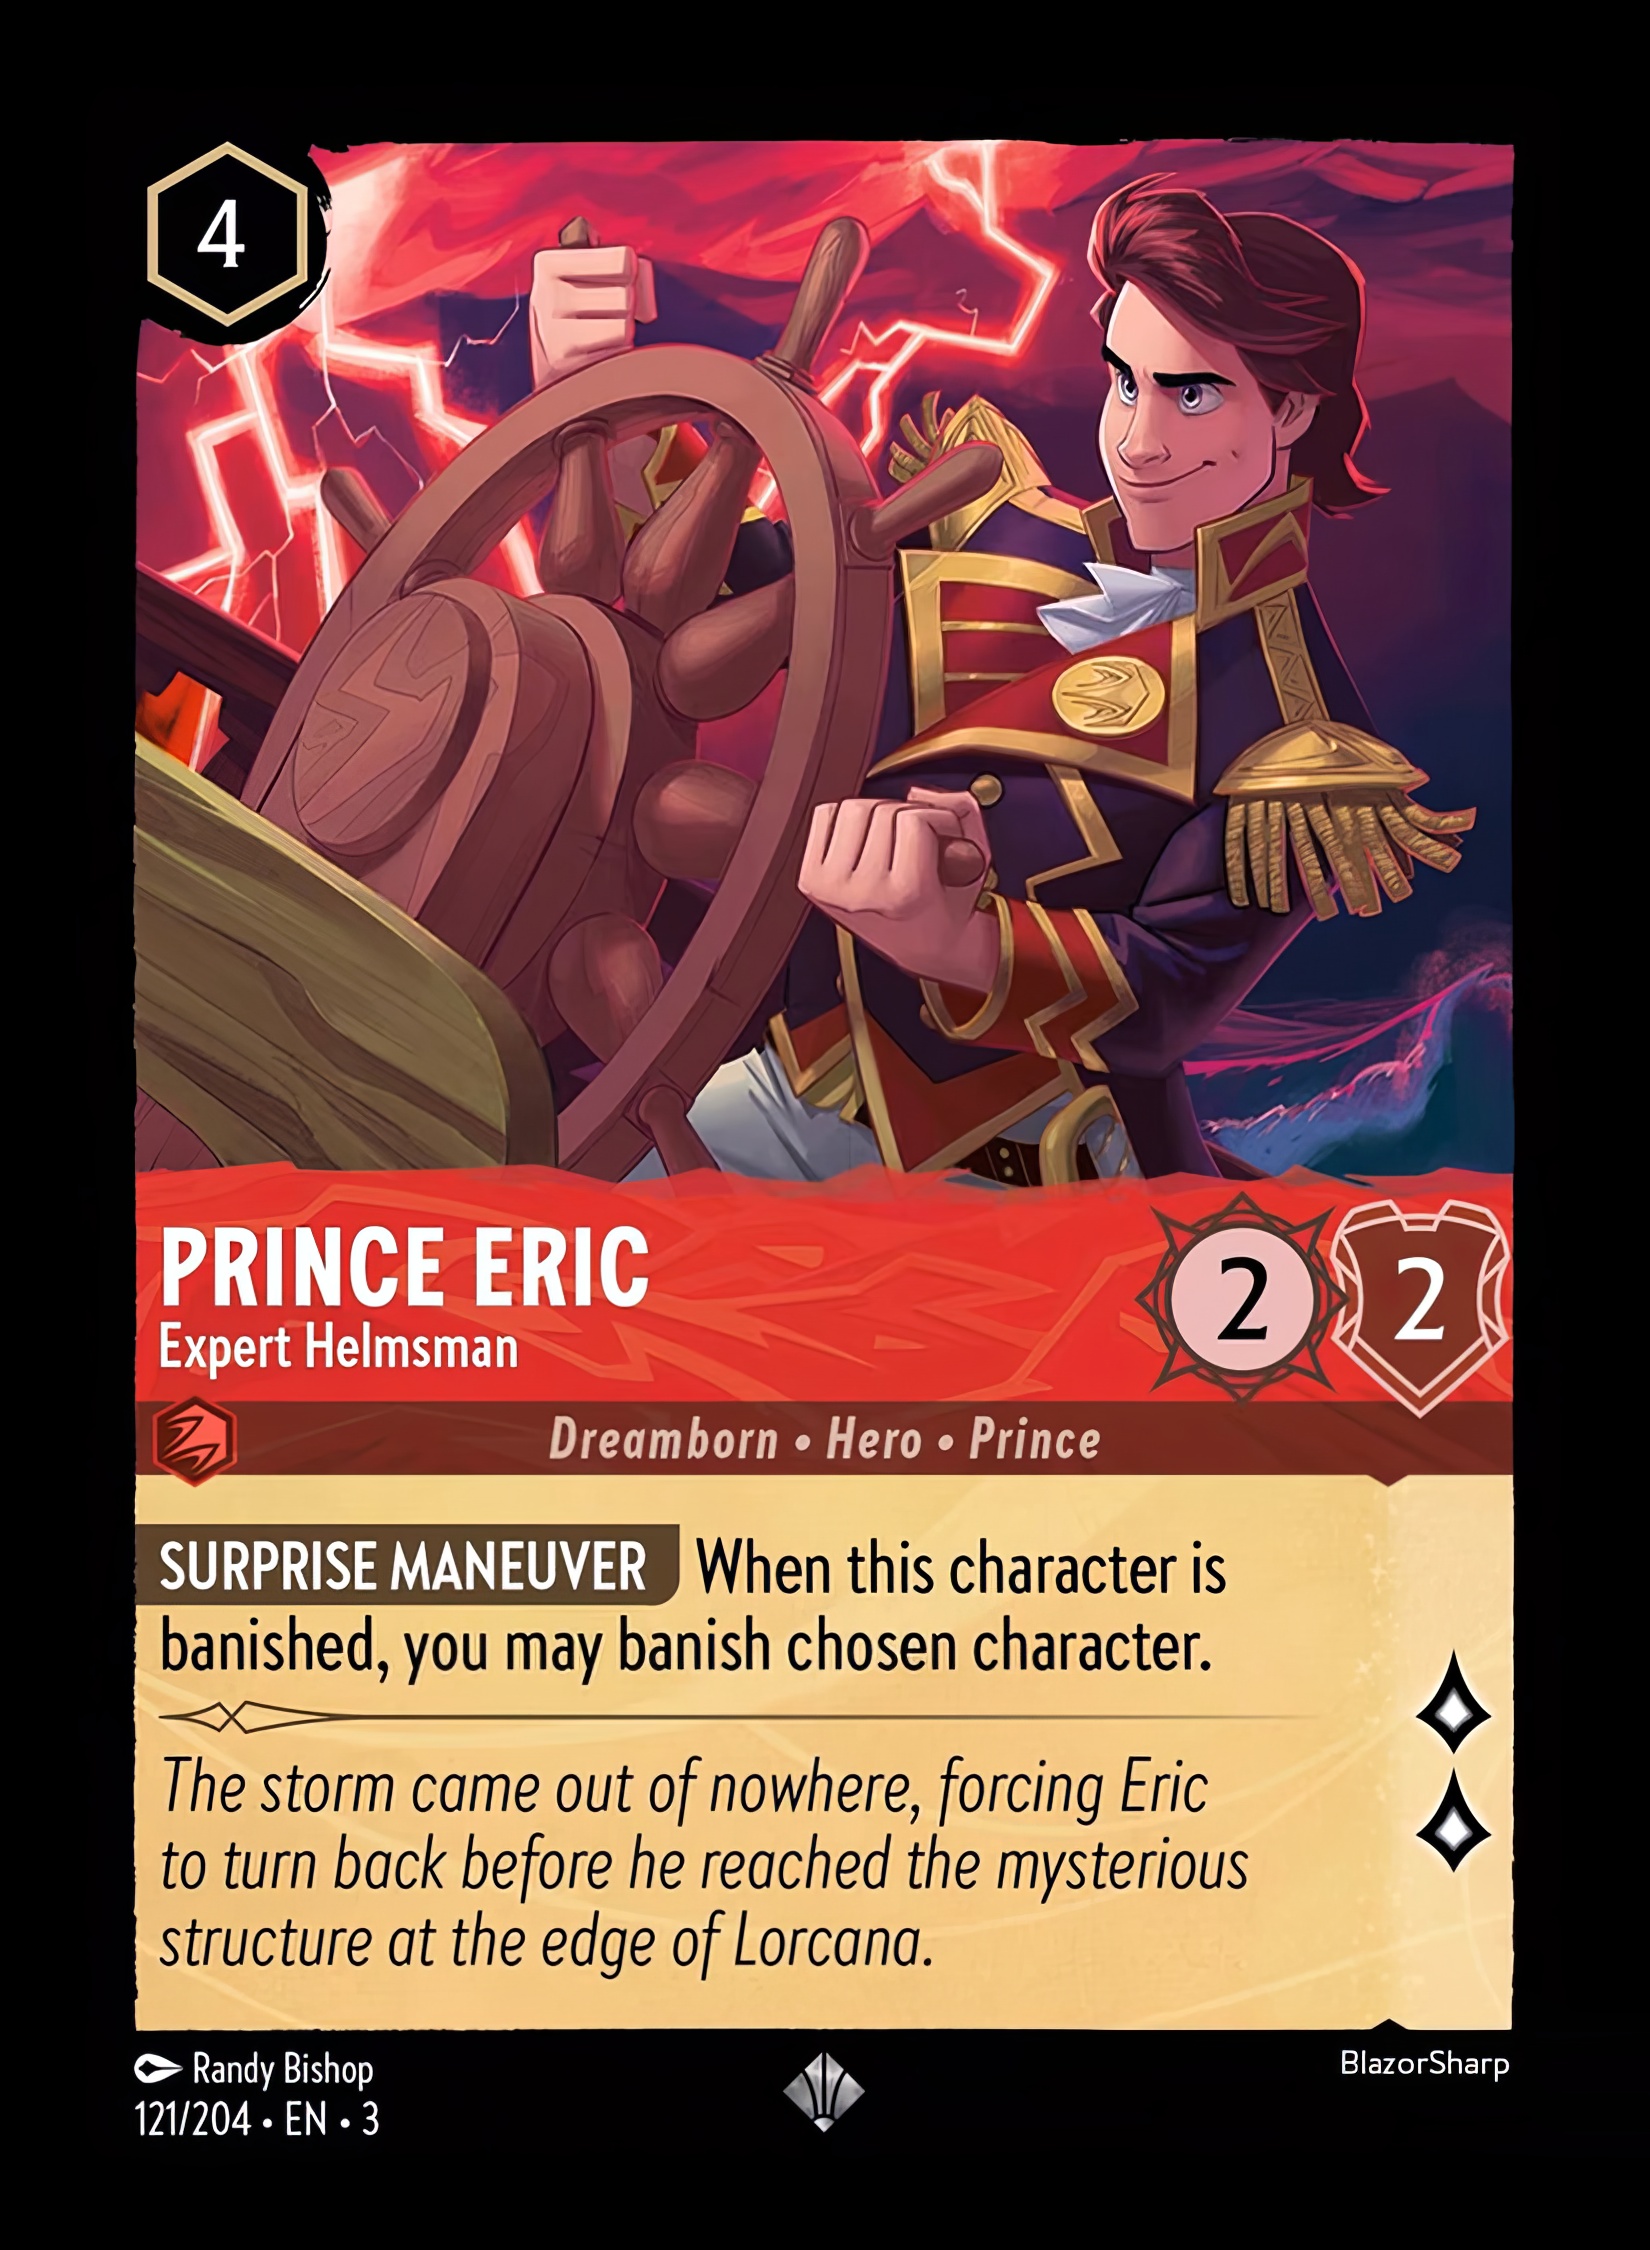 4
PRINCE ERIC
Expert Helmsman
2 2
Dreamborn • Hero • Prince
SURPRISE MANEUVER When this character is
banished, you may banish chosen character.
The storm came out of nowhere, forcing Eric
to turn back before he reached the mysterious
structure at the edge of Lorcana.
Randy Bishop
BlazorSharp
121/204 • EN • 3